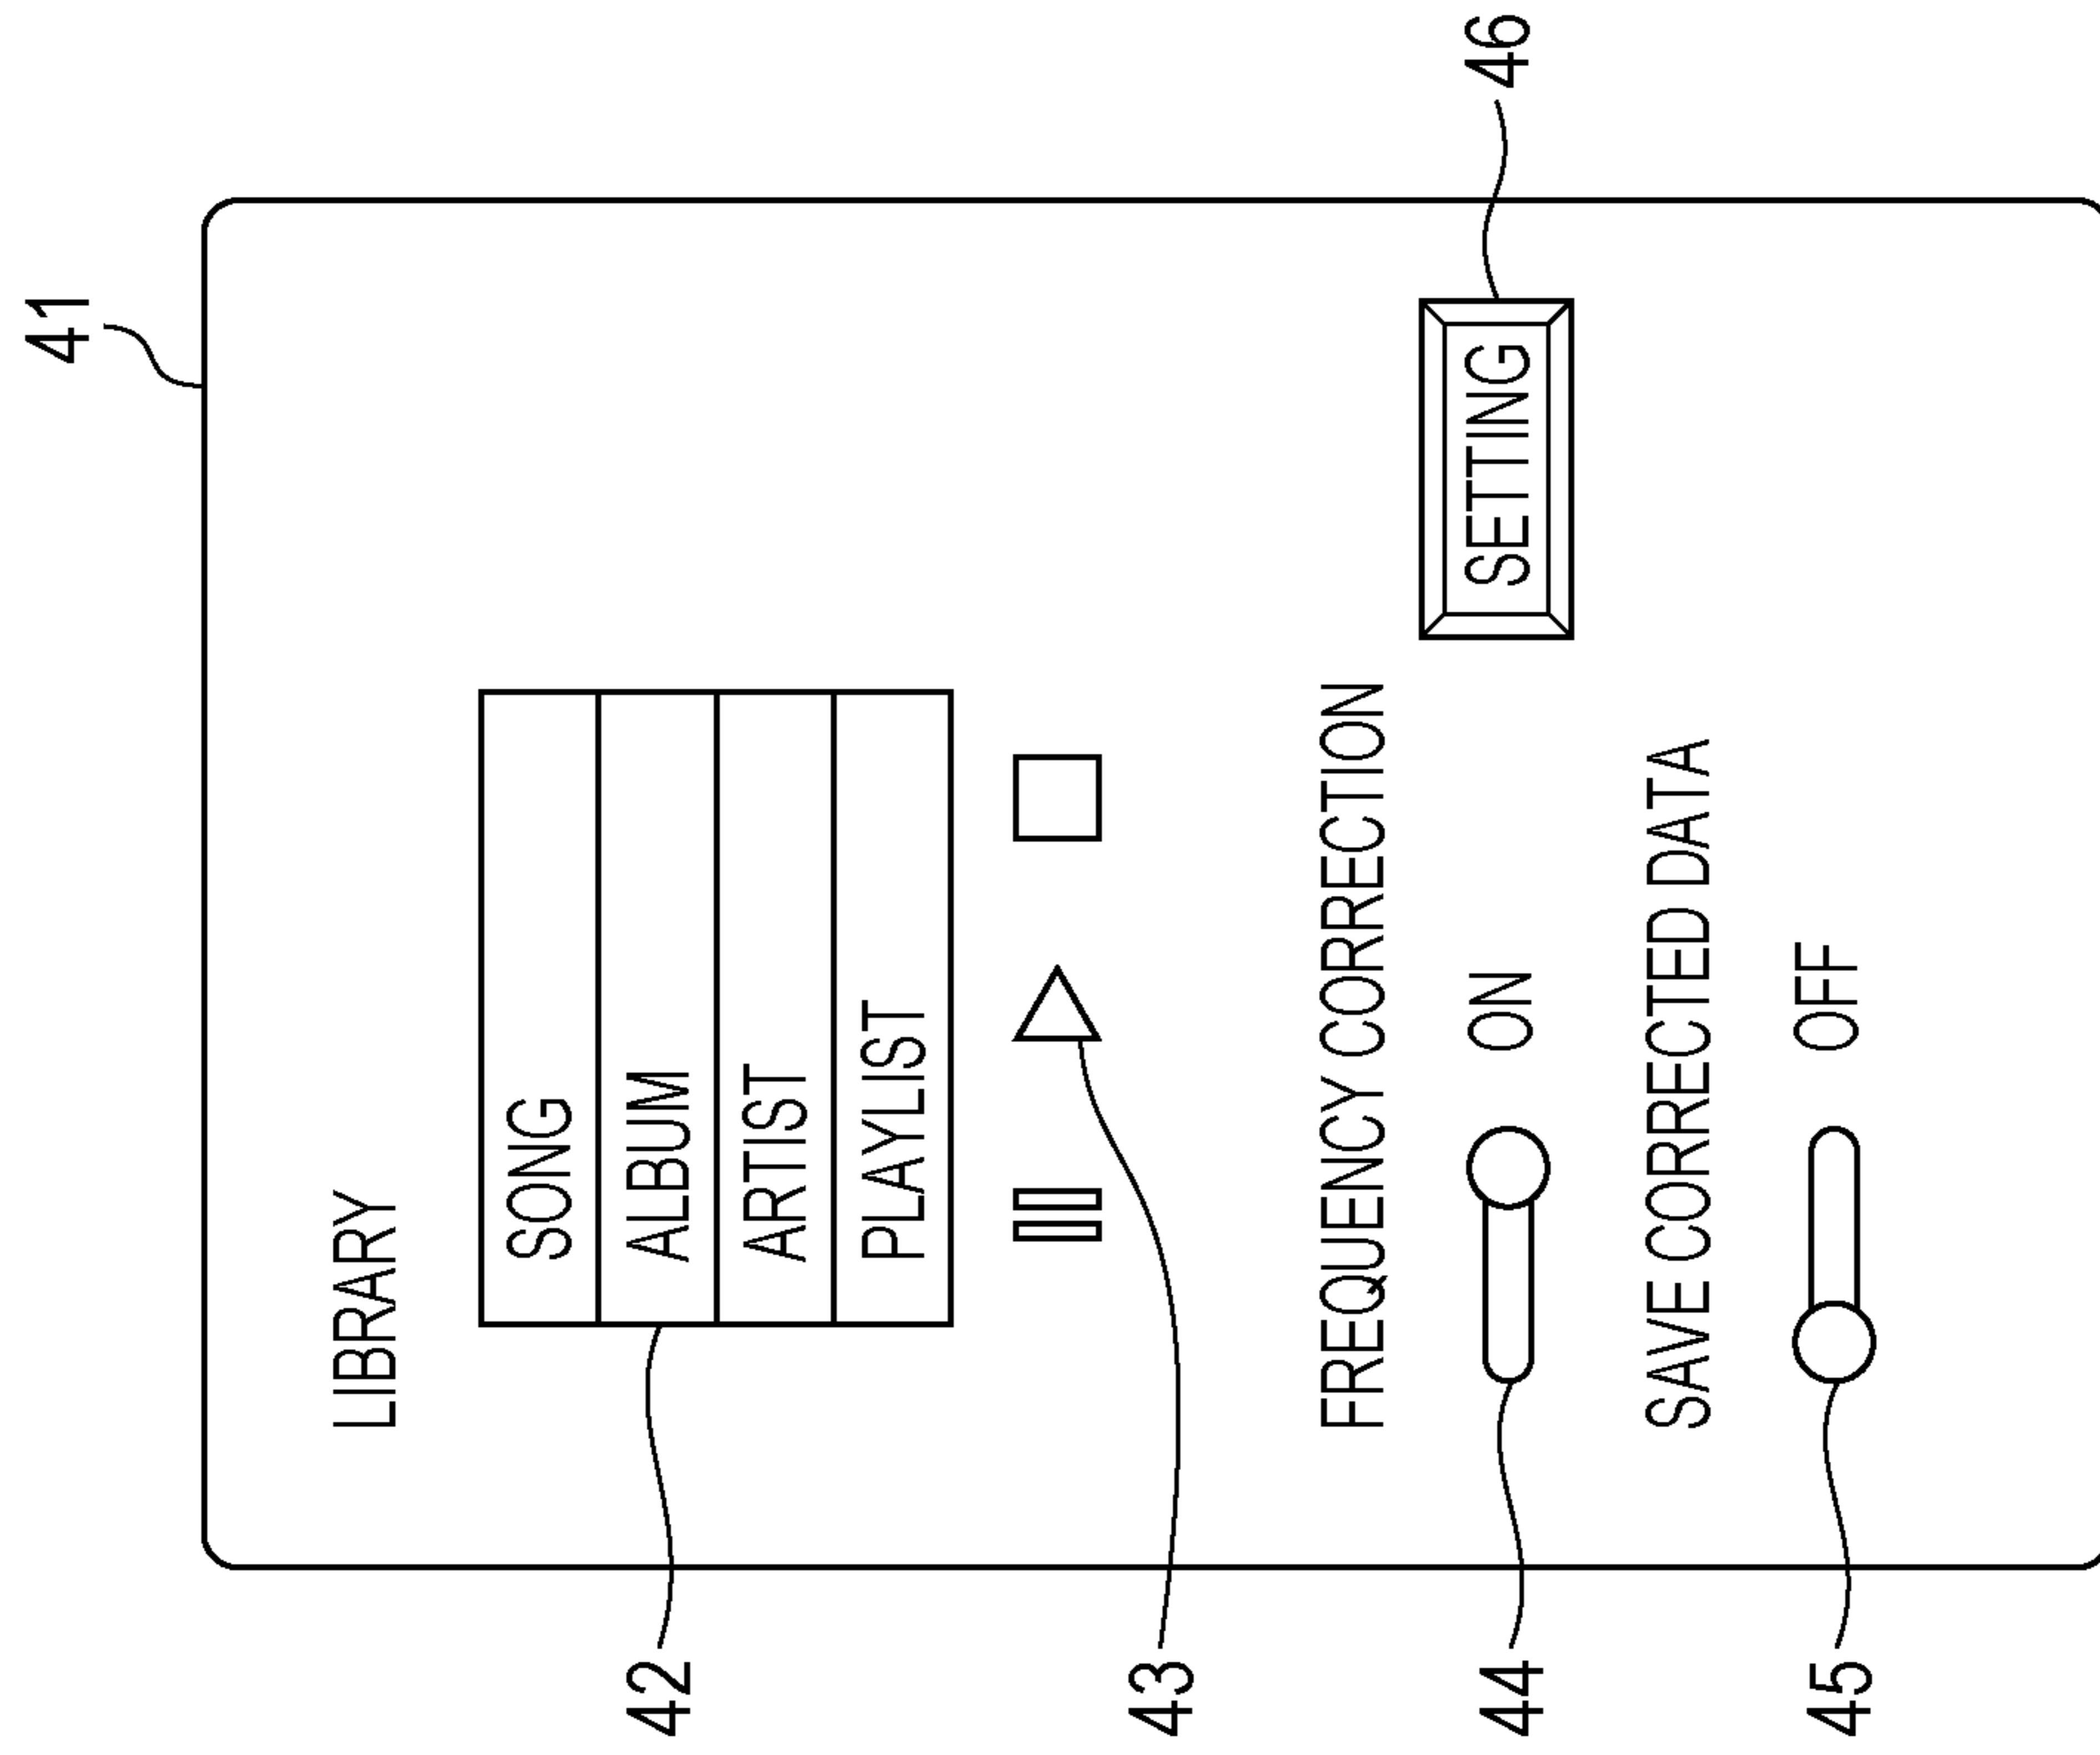 41
LIBRARY
42
SONG
ALBUM
ARTIST
PLAYLIST
43
FREQUENCY CORRECTION
44
ON
SETTING
46
SAVE CORRECTED DATA
45
OFF